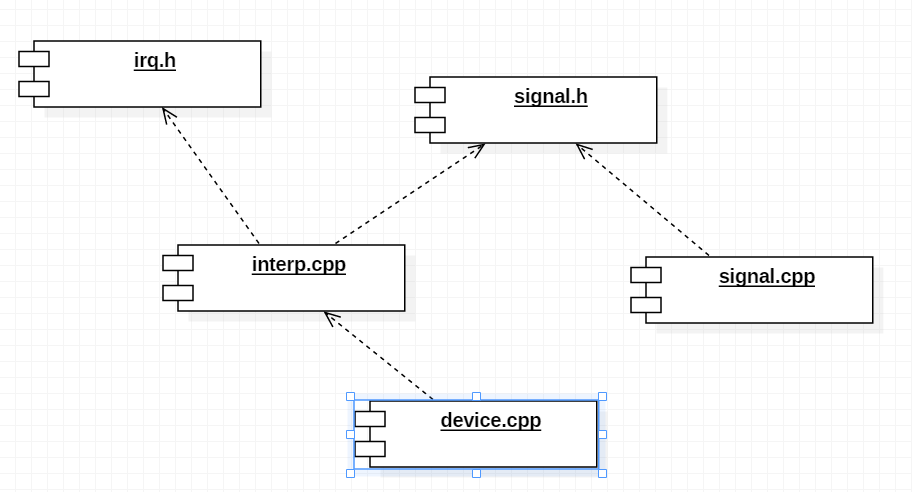 irq.h
signal.h
interp.cpp
signal.cpp
device.cpp